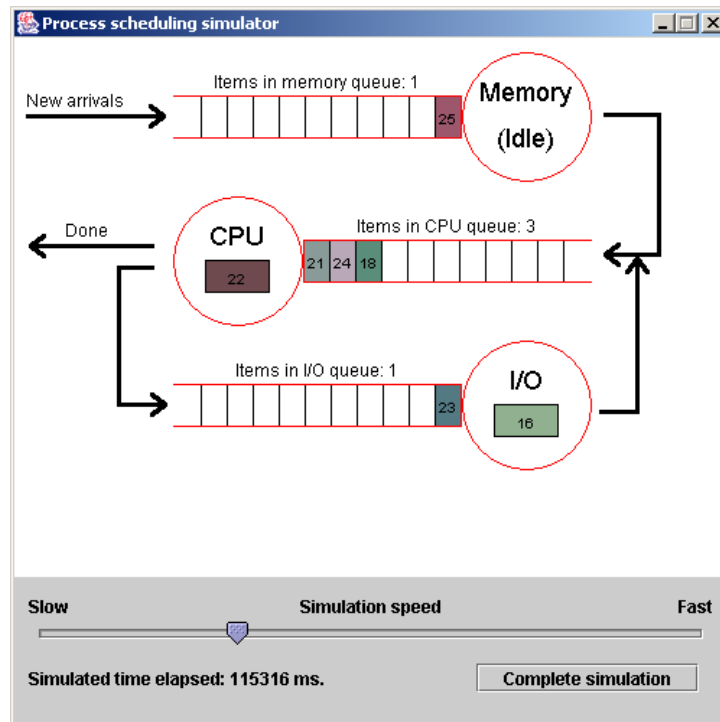 Process scheduling simulator
Items in memory queue: 1
New arrivals
25
Memory
(Idle)
Done
CPU
22
Items in CPU queue: 3
21 24 18
Items in I/O queue: 1
23
I/O
16
Slow Simulation speed Fast
Simulated time elapsed: 115316 ms. Complete simulation